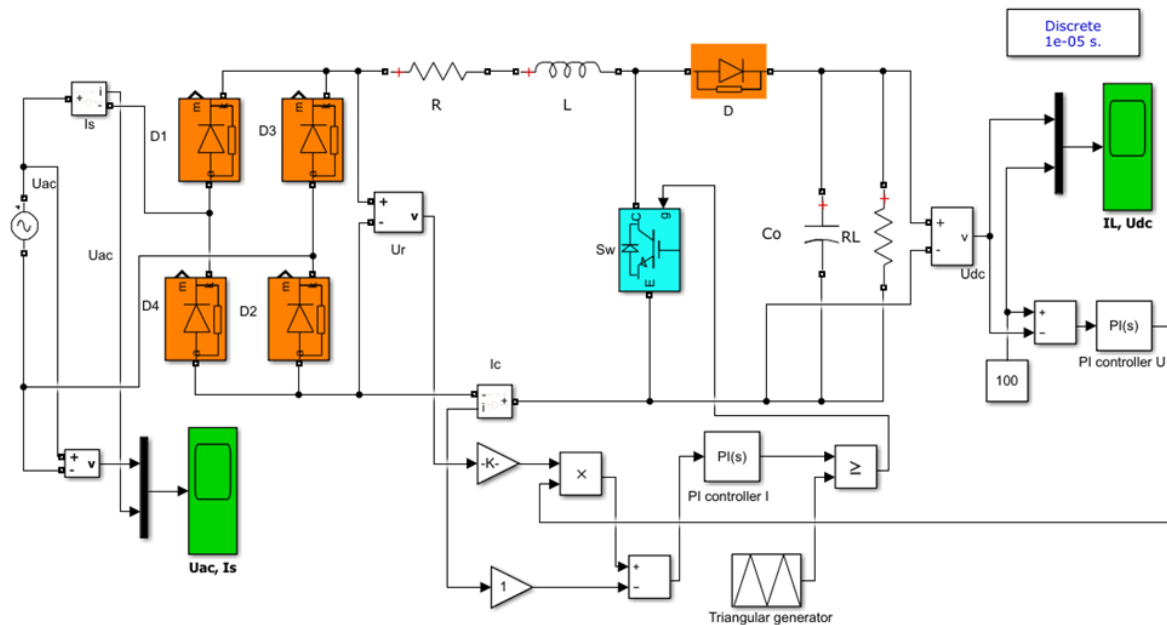 Discrete
1e-05 s.
+
i
-
Is
D1
m
a
D3
m
a
+
R
+
L
D
Uac
Uac
+
-
v
Ur
C
g
E
Sw
+
Co
RL
+
-
v
Udc
IL, Udc
D4
m
a
D2
m
a
+
-
PI(s)
PI controller U
100
Ic
-
i
+
+
-
v
Uac, Is
-K-
×
PI(s)
PI controller I
≥
1
+
-
Triangular generator